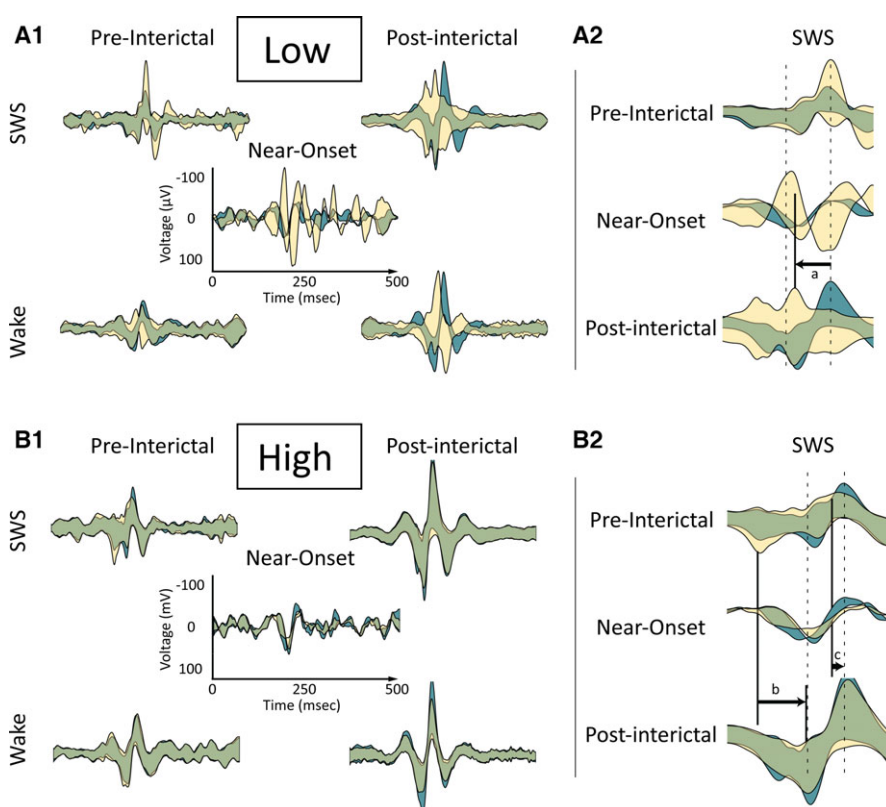 A1
Pre-Interictal
Low
Post-interictal
SWS
Near-Onset
Voltage (µV)
-100
0
100
0
250
500
Time (msec)
Wake
A2
SWS
Pre-Interictal
Near-Onset
a
Post-interictal
B1
Pre-Interictal
High
Post-interictal
SWS
Near-Onset
Voltage (mV)
-100
0
100
0
250
500
Time (msec)
Wake
B2
SWS
Pre-Interictal
Near-Onset
c
b
Post-interictal